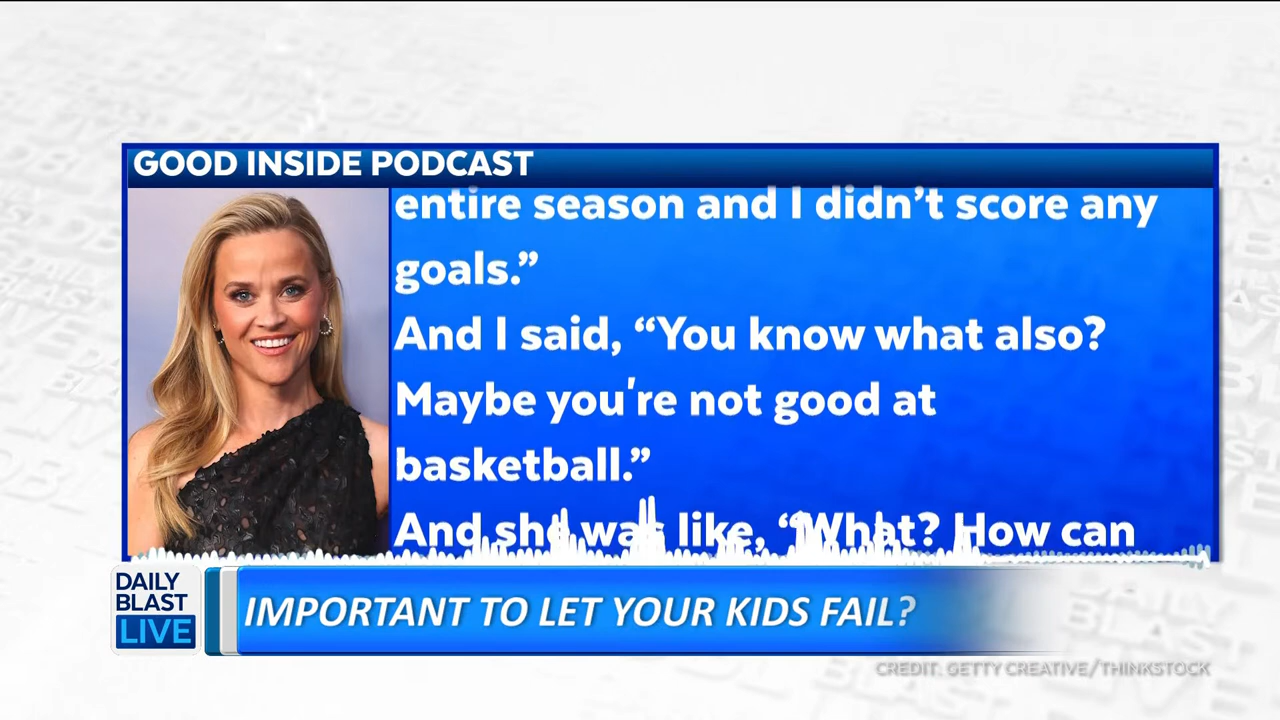 GOOD INSIDE PODCAST
entire season and I didn't score any
goals."
And I said, "You know what also?
Maybe you're not good at
basketball."
And she was like, "What? How can
DAILY
BLAST
LIVE
IMPORTANT TO LET YOUR KIDS FAIL?
CREDIT: GETTY CREATIVE/THINKSTOCK